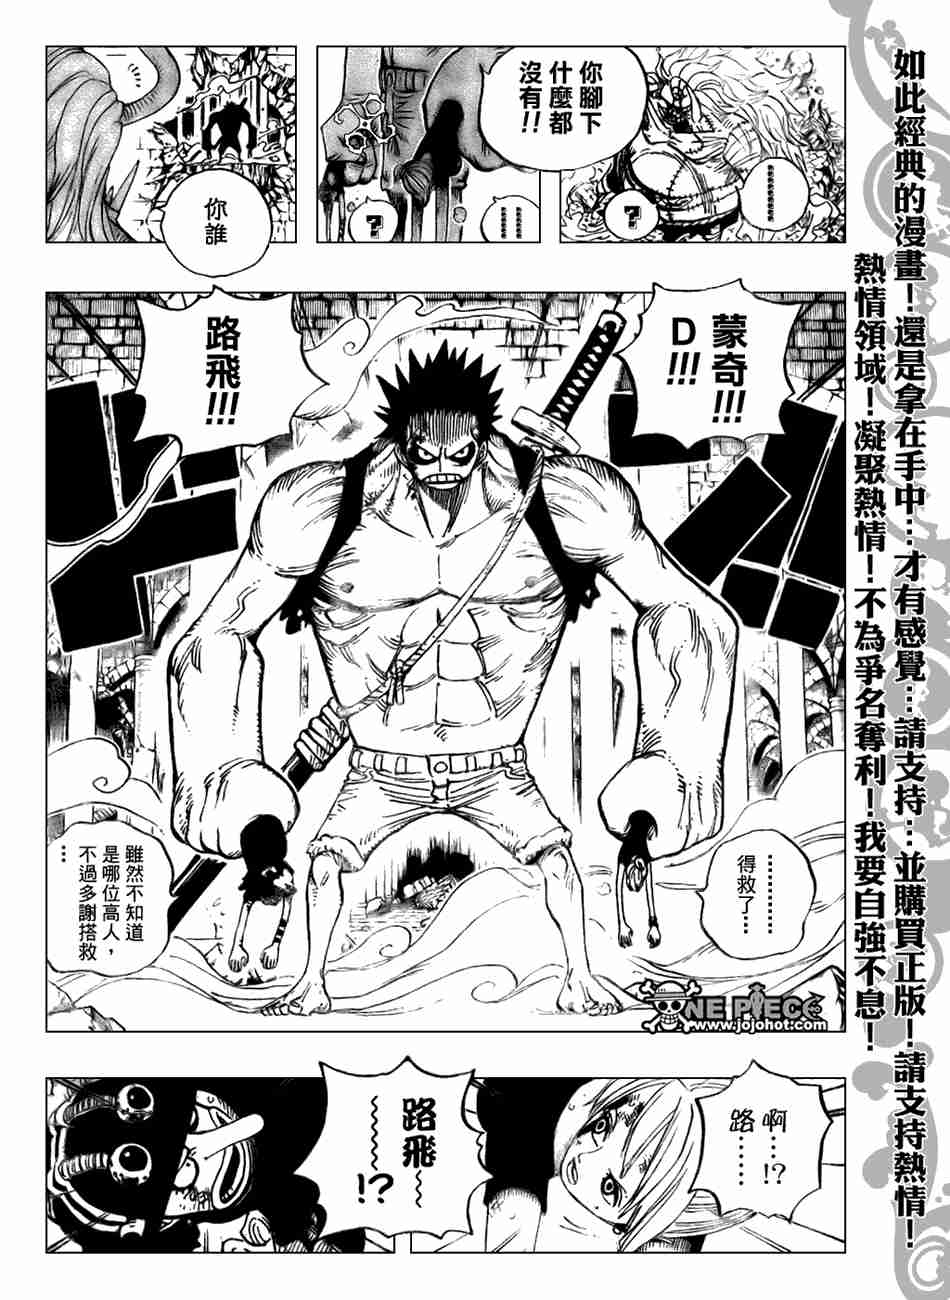 你腳下
什麼都
沒有!!
…………
?
…………
?
你誰
蒙奇!!!
D!!!
路飛!!!
…………
得救了…
雖然不知道
是哪位高人，
不過多謝搭救
…
ONE PIECE
www.jojohot.com
啊……!?
路……
路飛~~~!?
如此經典的漫畫！還是拿在手中…才有感覺…請支持…並購買正版！請支持熱情！
熱情領域！凝聚熱情！不為爭名奪利！我要自強不息！